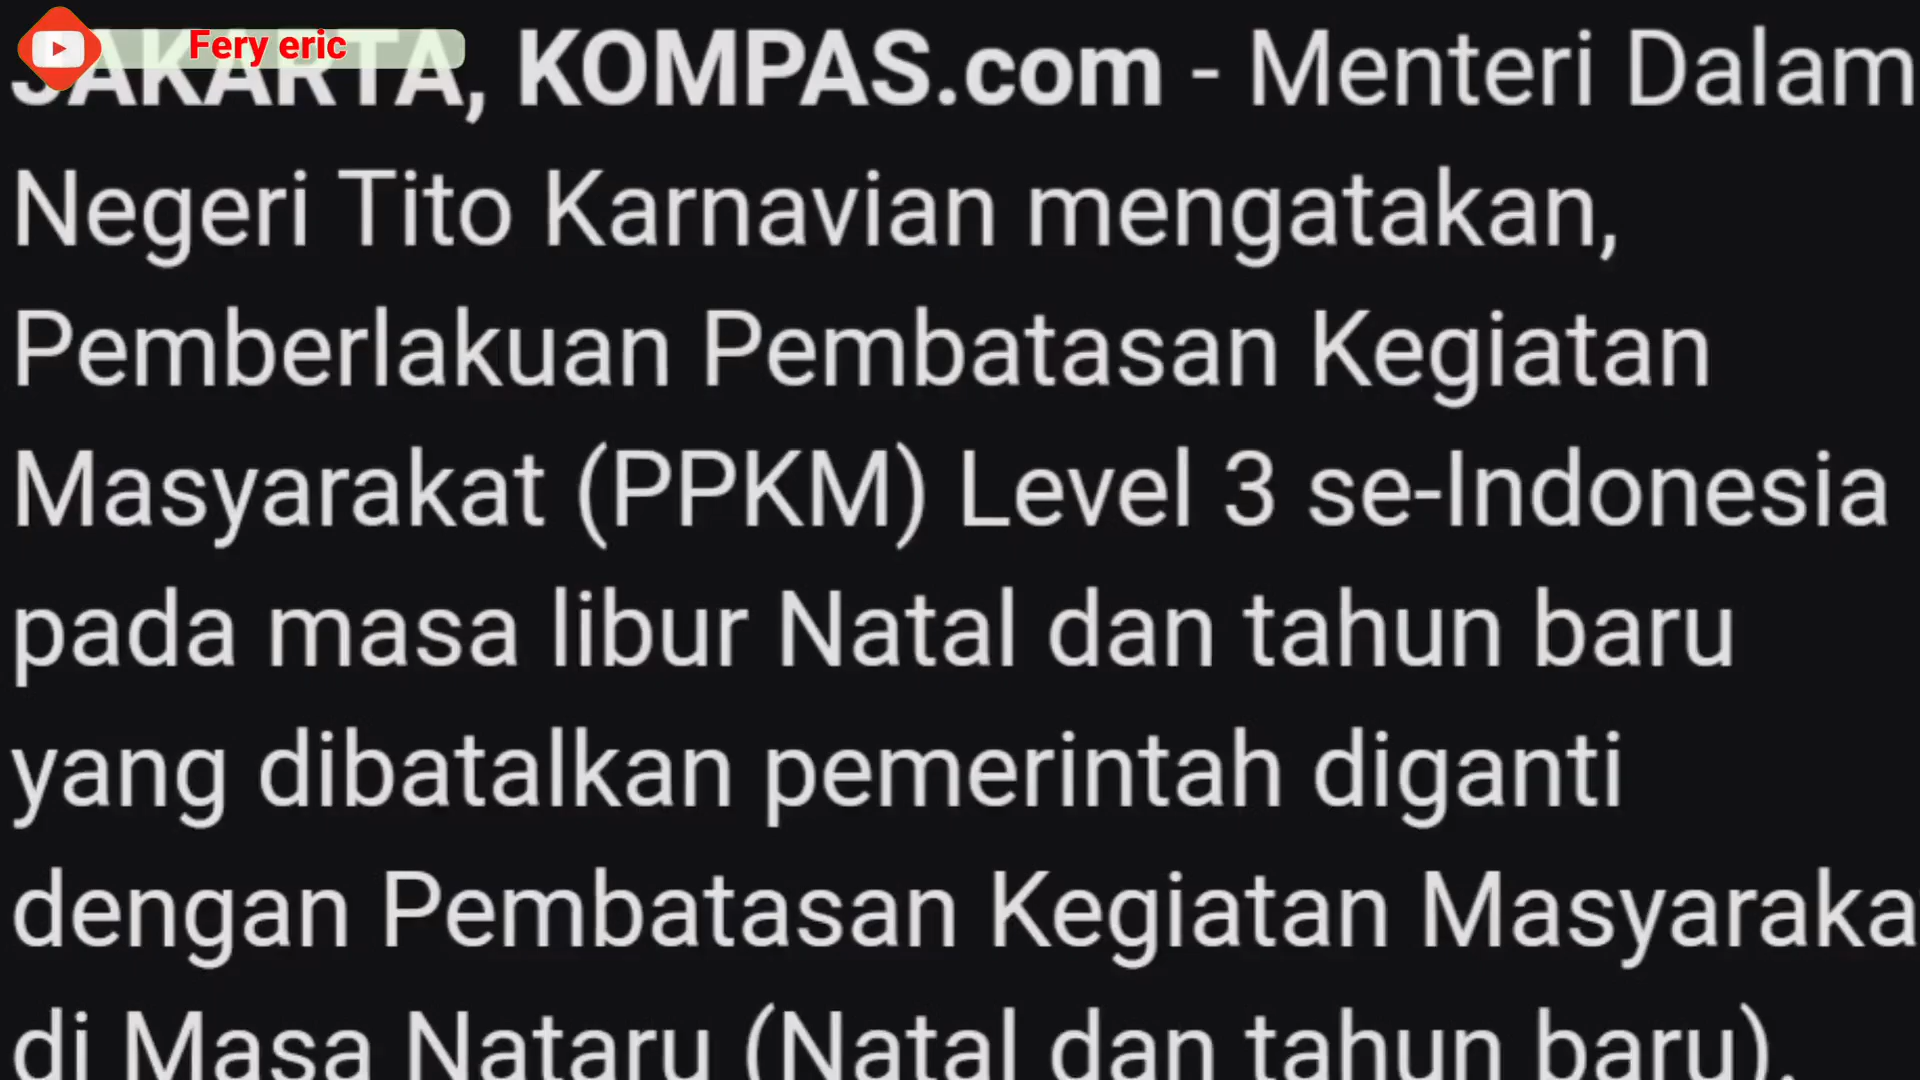 Fery eric
JAKARTA, KOMPAS.com - Menteri Dalam
Negeri Tito Karnavian mengatakan,
Pemberlakuan Pembatasan Kegiatan
Masyarakat (PPKM) Level 3 se-Indonesia
pada masa libur Natal dan tahun baru
yang dibatalkan pemerintah diganti
dengan Pembatasan Kegiatan Masyaraka
di Masa Nataru (Natal dan tahun baru).